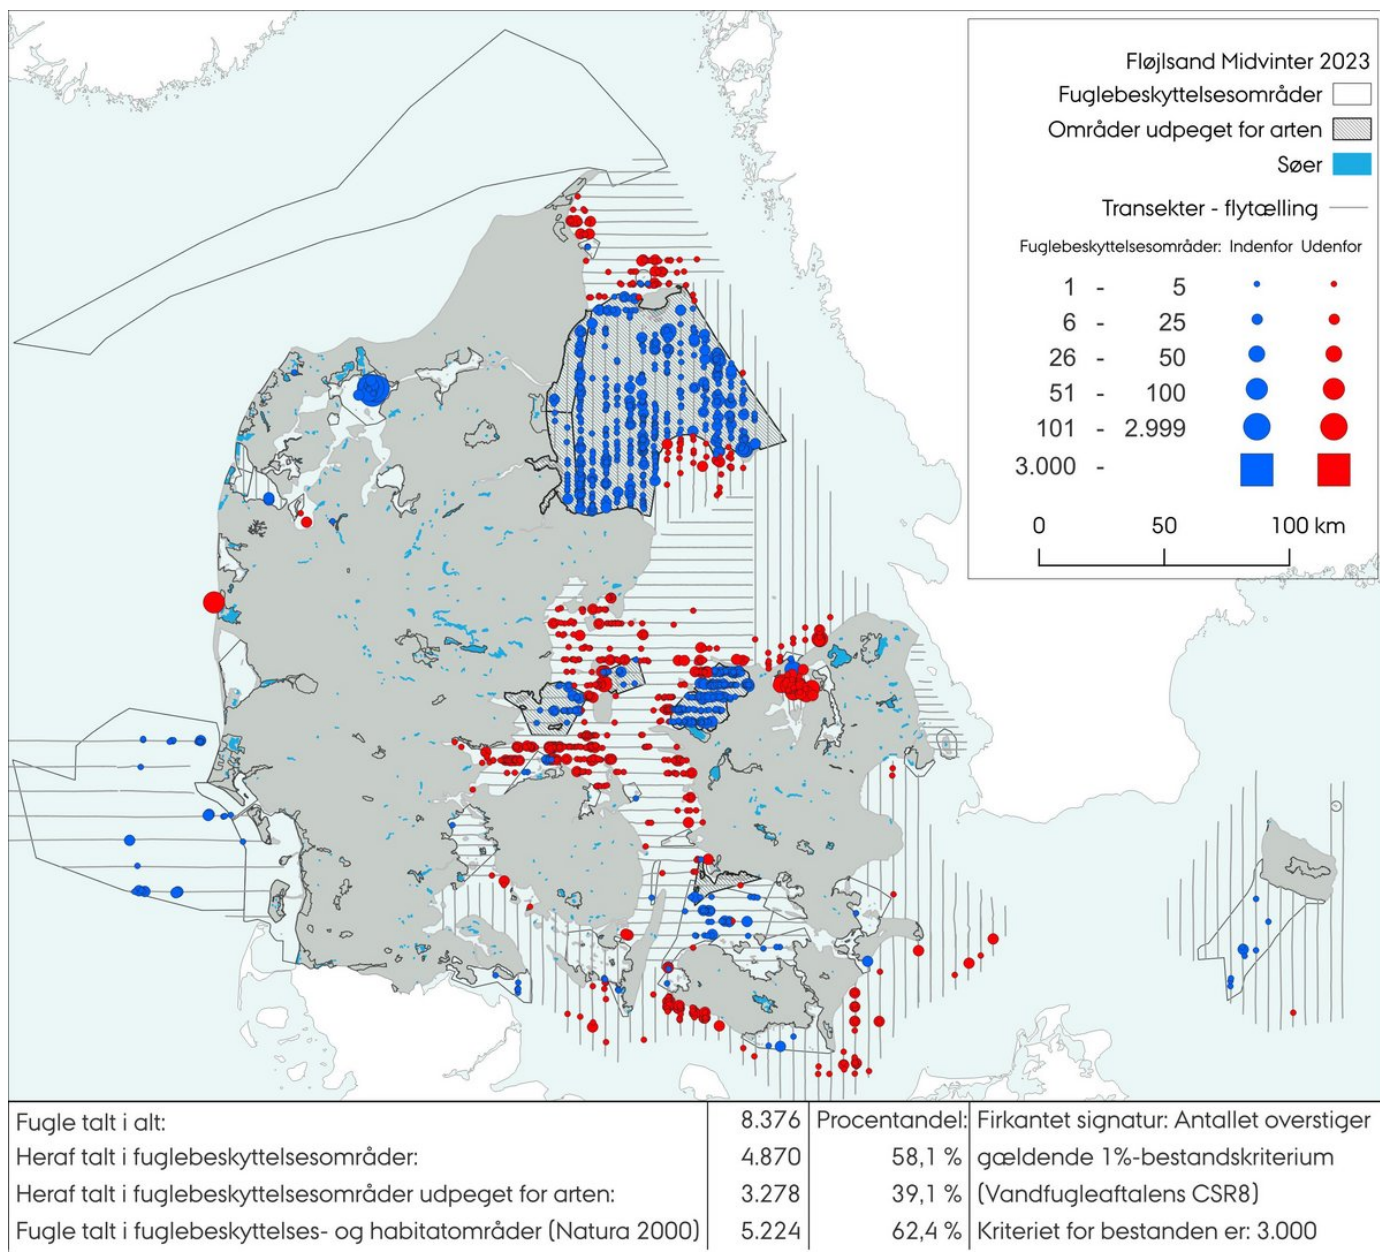 Fløjlsand Midvinter 2023
Fuglebeskyttelsesområder
Områder udpeget for arten
Søer
Transekter - flytælling
Fuglebeskyttelsesområder: Indenfor Udenfor
1 - 5
6 - 25
26 - 50
51 - 100
101 - 2.999
3.000 -
0 50 100 km
Fugle talt i alt: 8.376 Procentandel: Firkantet signatur: Antallet overstiger
Heraf talt i fuglebeskyttelsesområder: 4.870 58,1 % gældende 1%-bestandskriterium
Heraf talt i fuglebeskyttelsesområder udpeget for arten: 3.278 39,1 % (Vandfugleaftalens CSR8)
Fugle talt i fuglebeskyttelses- og habitatområder (Natura 2000) 5.224 62,4 % Kriteriet for bestanden er: 3.000